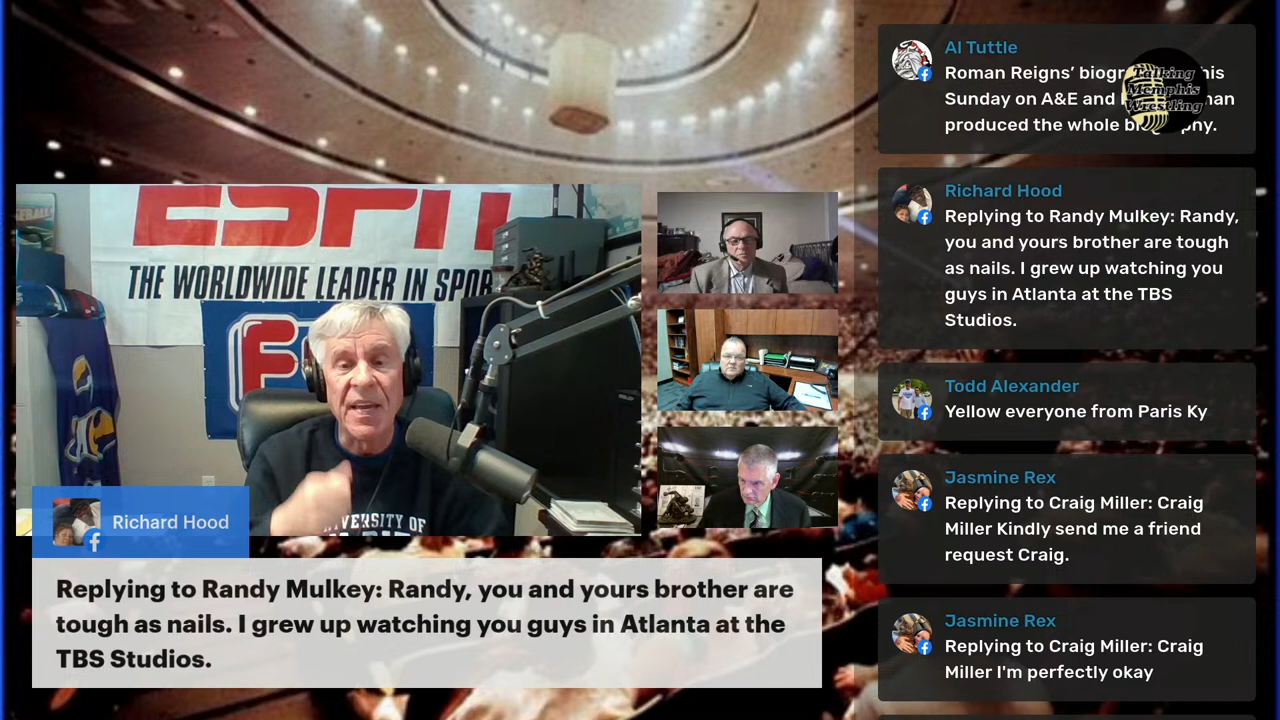 ESPN
THE WORLDWIDE LEADER IN SPOR
F
VERSITY OF
Richard Hood
Replying to Randy Mulkey: Randy, you and yours brother are
tough as nails. I grew up watching you guys in Atlanta at the
TBS Studios.
Al Tuttle
Roman Reigns’ biogr his
Sunday on A&E and man
produced the whole bi phy.
Talking
Memphis
Wrestling
Richard Hood
Replying to Randy Mulkey: Randy,
you and yours brother are tough
as nails. I grew up watching you
guys in Atlanta at the TBS
Studios.
Todd Alexander
Yellow everyone from Paris Ky
Jasmine Rex
Replying to Craig Miller: Craig
Miller Kindly send me a friend
request Craig.
Jasmine Rex
Replying to Craig Miller: Craig
Miller I'm perfectly okay